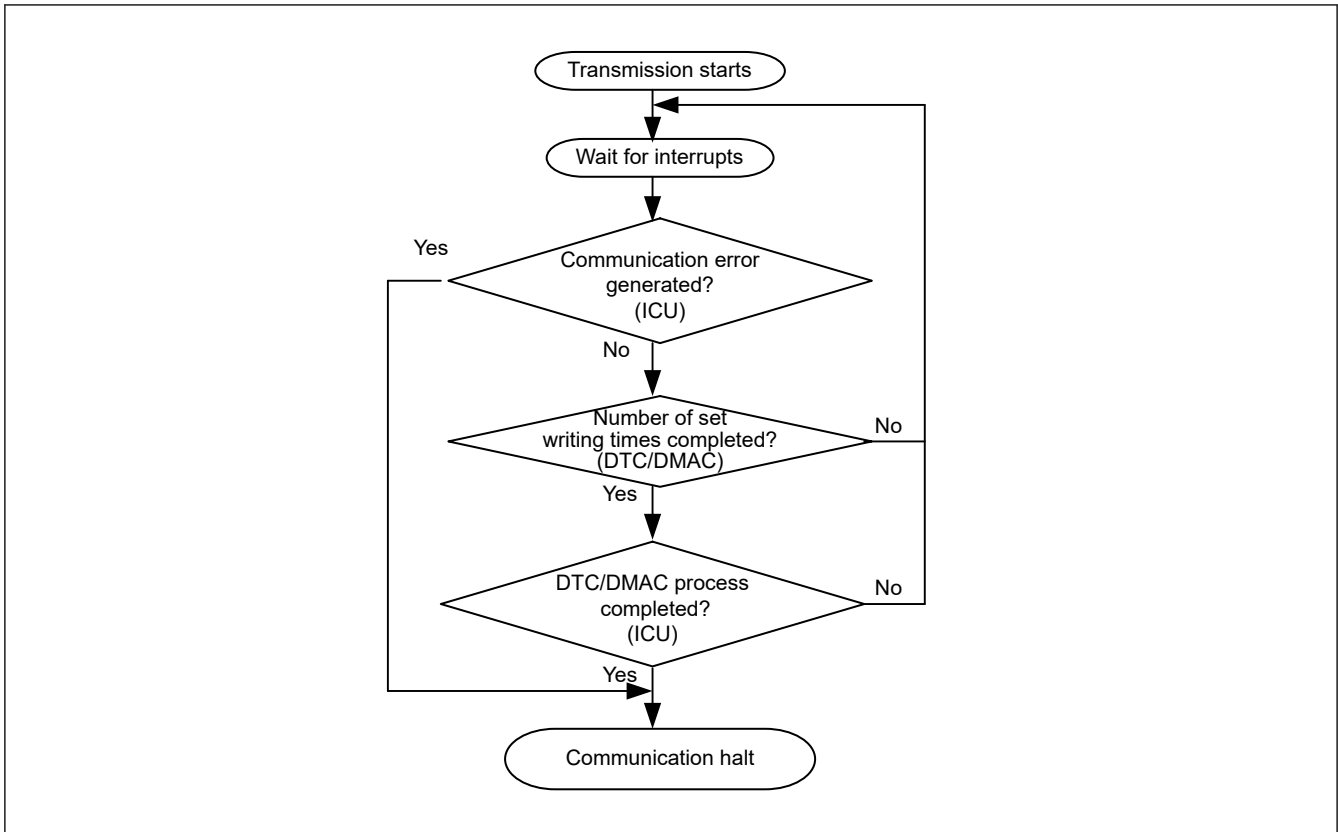 Transmission starts
Wait for interrupts
Yes
Communication error
generated?
(ICU)
No
Number of set
writing times completed?
(DTC/DMAC)
No
Yes
DTC/DMAC process
completed?
(ICU)
No
Yes
Communication halt